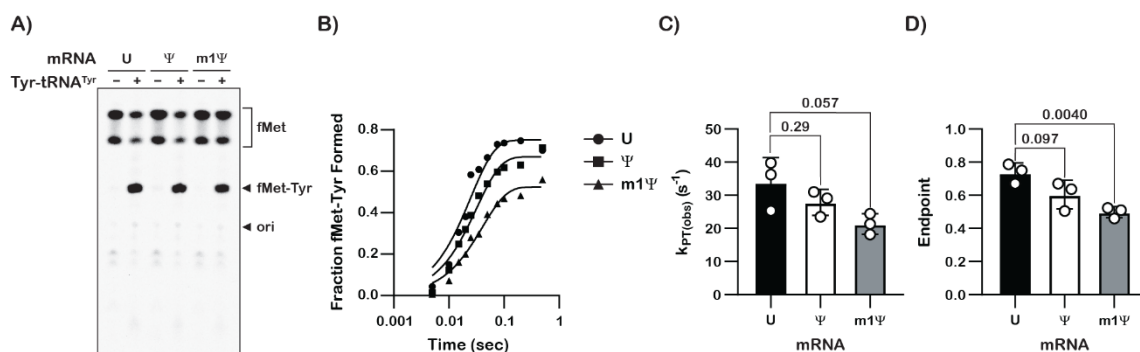 A)
mRNA U Ψ m1Ψ
Tyr-tRNATyr − + − + − +
fMet
fMet-Tyr
ori
B)
Fraction fMet-Tyr Formed
0.8
0.6
0.4
0.2
0.0
0.001 0.01 0.1 1
Time (sec)
U
Ψ
m1Ψ
C)
kPT(obs) (s-1)
50
40
30
20
10
0
0.057
0.29
U Ψ m1Ψ
mRNA
D)
Endpoint
1.0
0.8
0.6
0.4
0.2
0.0
0.0040
0.097
U Ψ m1Ψ
mRNA